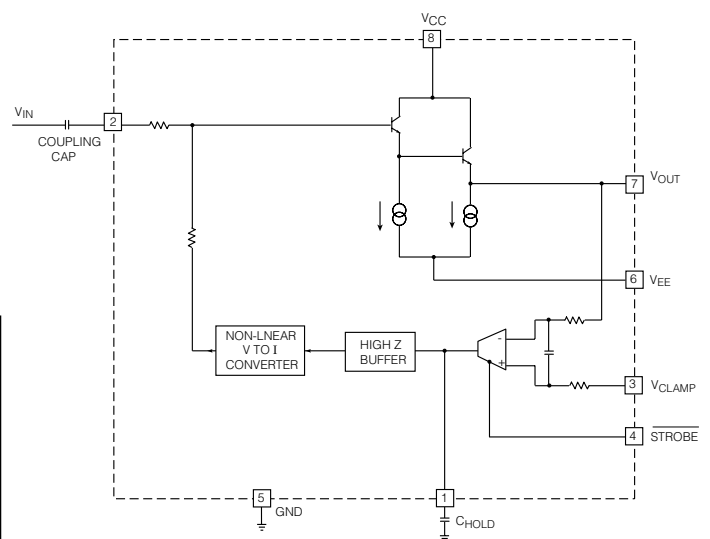 VCC
8
VIN
2
COUPLING
CAP
7
VOUT
6
VEE
NON-LNEAR
V TO I
CONVERTER
HIGH Z
BUFFER
-
+
3
VCLAMP
4
STROBE
5
GND
1
CHOLD